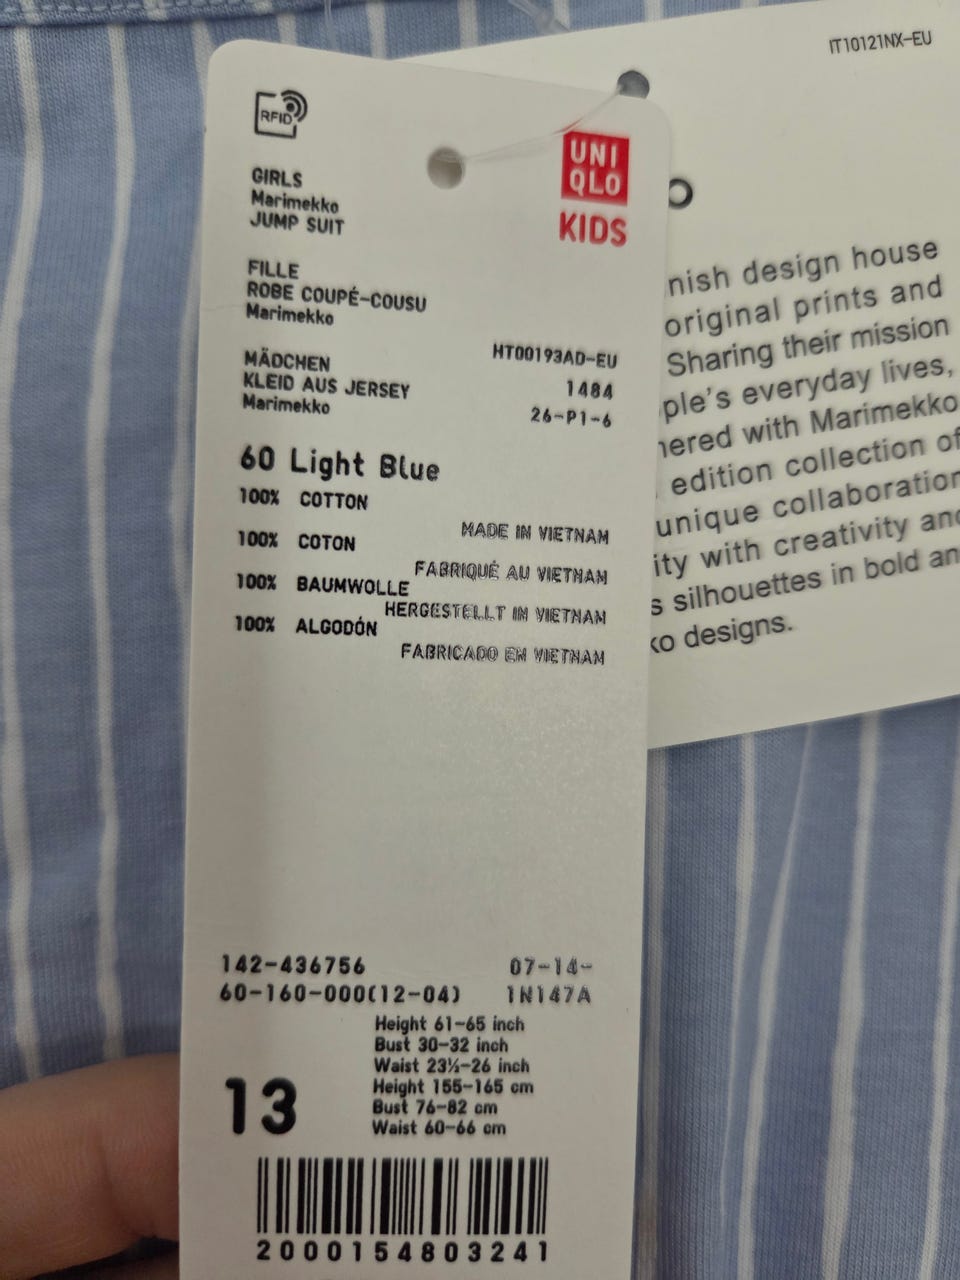 IT10121NX-EU
RFID
UNI
QLO
KIDS
GIRLS
Marimekko
JUMP SUIT
FILLE
ROBE COUPÉ-COUSU
Marimekko
MÄDCHEN
KLEID AUS JERSEY
Marimekko
HT00193AD-EU
1484
26-P1-6
60 Light Blue
100% COTTON
MADE IN VIETNAM
100% COTON
FABRIQUÉ AU VIETNAM
100% BAUMWOLLE
HERGESTELLT IN VIETNAM
100% ALGODÓN
FABRICADO EN VIETNAM
142-436756 07-14-
60-160-000(12-04) 1N147A
13
Height 61-65 inch
Bust 30-32 inch
Waist 23½-26 inch
Height 155-165 cm
Bust 76-82 cm
Waist 60-66 cm
2000154803241
o
nish design house
original prints and
Sharing their mission
ple's everyday lives,
nered with Marimekko
edition collection of
unique collaboration
ity with creativity and
s silhouettes in bold an
ko designs.